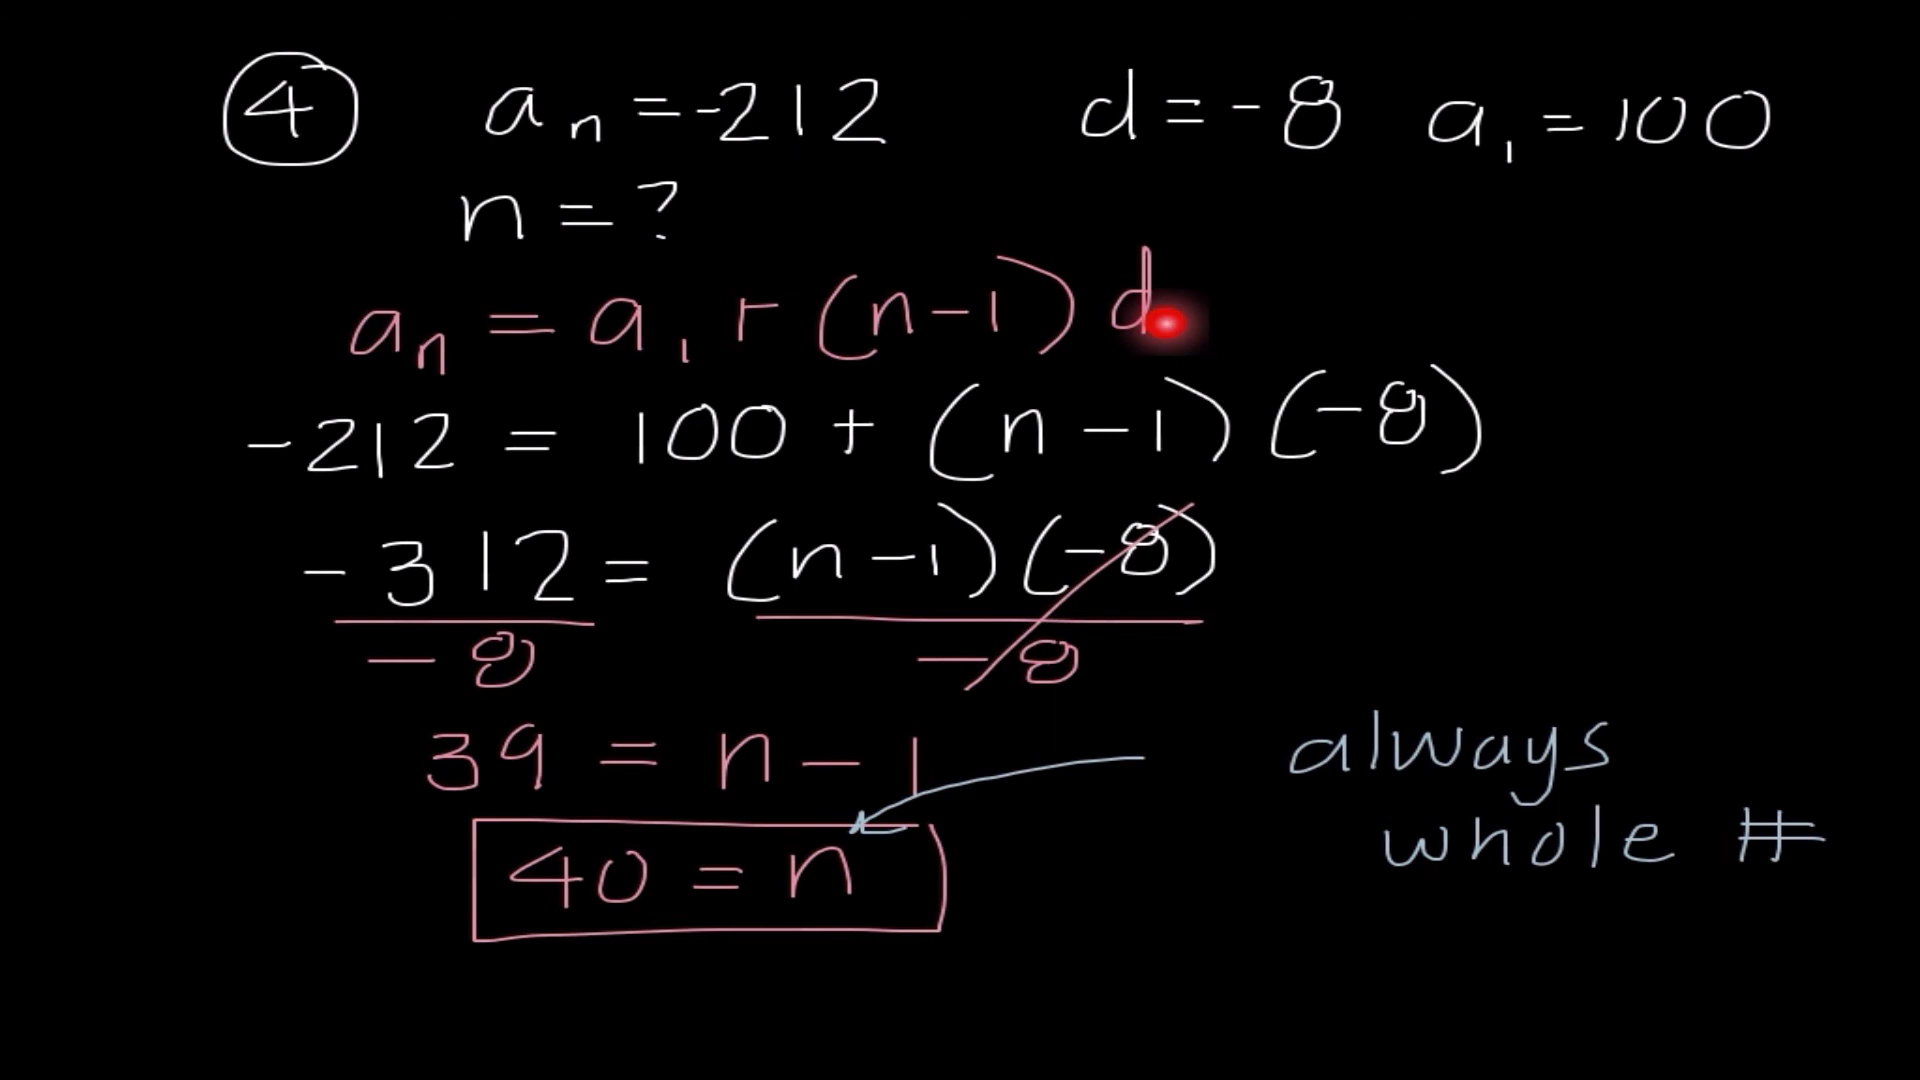 ④ aₙ = -212 d = -8 a₁ = 100
n = ?
aₙ = a₁ + (n-1) d
-212 = 100 + (n-1)(-8)
-312 = (n-1)(-8)
-8 -8
39 = n - 1
always
whole #
40 = n